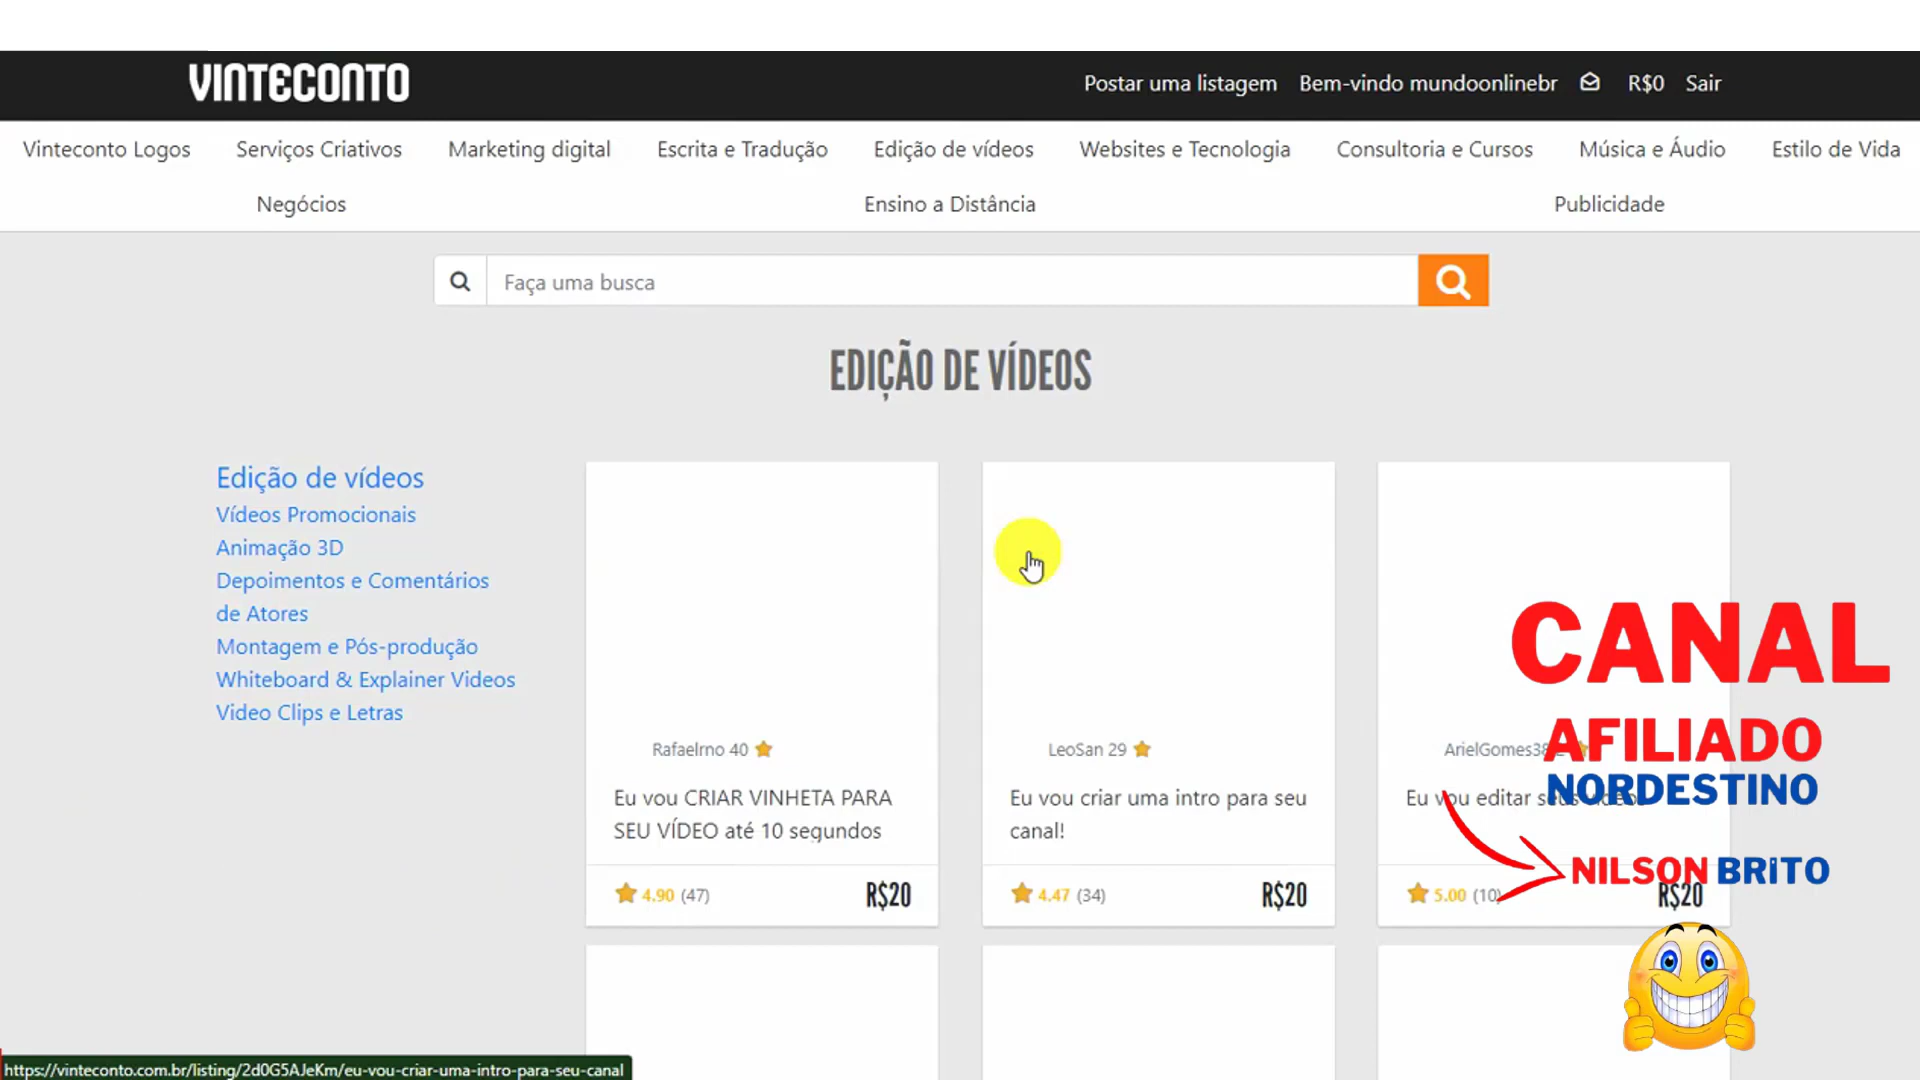 VINTECONTO
Postar uma listagem Bem-vindo mundoonlinebr R$0 Sair
Vinteconto Logos Serviços Criativos Marketing digital Escrita e Tradução Edição de vídeos Websites e Tecnologia Consultoria e Cursos Música e Áudio Estilo de Vida
Negócios Ensino a Distância Publicidade
Faça uma busca
EDIÇÃO DE VÍDEOS
Edição de vídeos
Vídeos Promocionais
Animação 3D
Depoimentos e Comentários
de Atores
Montagem e Pós-produção
Whiteboard & Explainer Videos
Video Clips e Letras
Rafaelrno 40
Eu vou CRIAR VINHETA PARA
SEU VÍDEO até 10 segundos
4.90 (47) R$20
LeoSan 29
Eu vou criar uma intro para seu
canal!
4.47 (34) R$20
ArielGomes38
Eu vou editar
5.00 (10) R$20
CANAL
AFILIADO
NORDESTINO
NILSON BRITO
https://vinteconto.com.br/listing/2d0G5AJeKm/eu-vou-criar-uma-intro-para-seu-canal